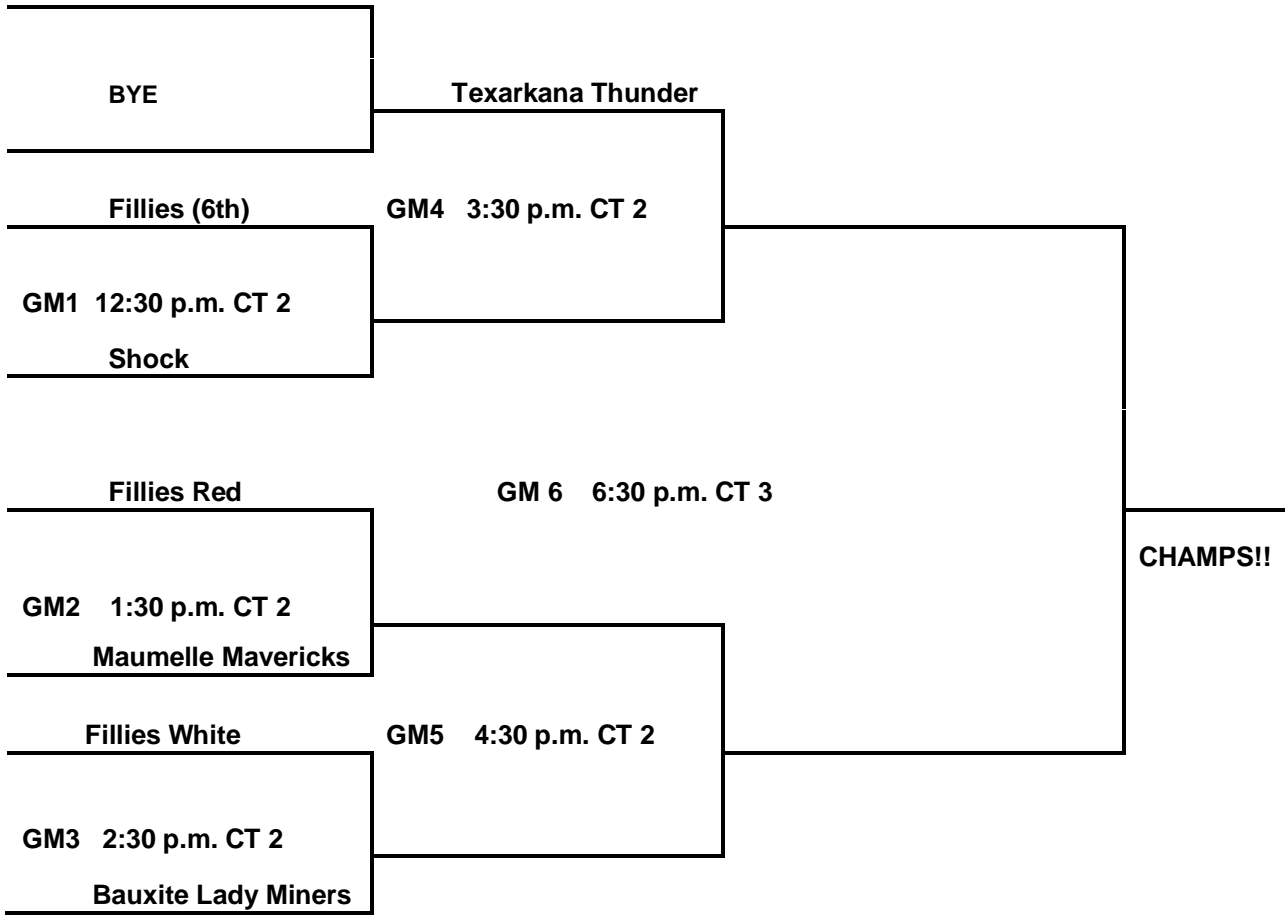 BYE
Texarkana Thunder
Fillies (6th)
GM4 3:30 p.m. CT 2
GM1 12:30 p.m. CT 2
Shock
Fillies Red
GM 6 6:30 p.m. CT 3
CHAMPS!!
GM2 1:30 p.m. CT 2
Maumelle Mavericks
Fillies White
GM5 4:30 p.m. CT 2
GM3 2:30 p.m. CT 2
Bauxite Lady Miners